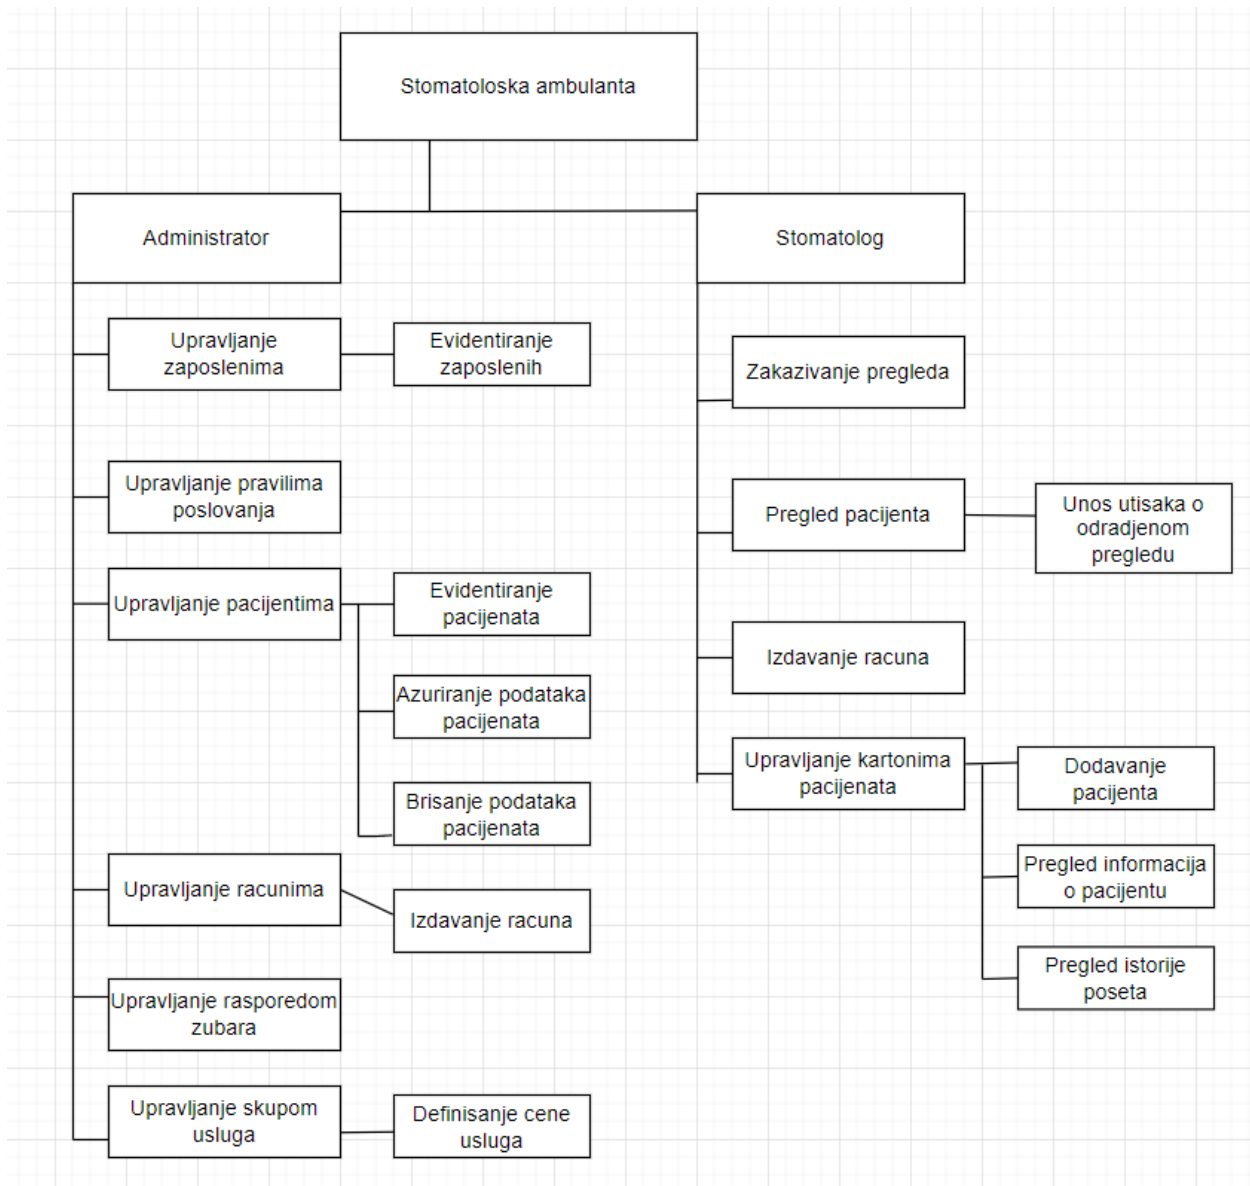 Stomatoloska ambulanta
Administrator
Stomatolog
Upravljanje
zaposlenima
Evidentiranje
zaposlenih
Upravljanje pravilima
poslovanja
Upravljanje pacijentima
Evidentiranje
pacijenata
Azuriranje podataka
pacijenata
Brisanje podataka
pacijenata
Upravljanje racunima
Izdavanje racuna
Upravljanje rasporedom
zubara
Upravljanje skupom
usluga
Definisanje cene
usluga
Zakazivanje pregleda
Pregled pacijenta
Unos utisaka o
odradjenom
pregledu
Izdavanje racuna
Upravljanje kartonima
pacijenata
Dodavanje
pacijenta
Pregled informacija
o pacijentu
Pregled istorije
poseta